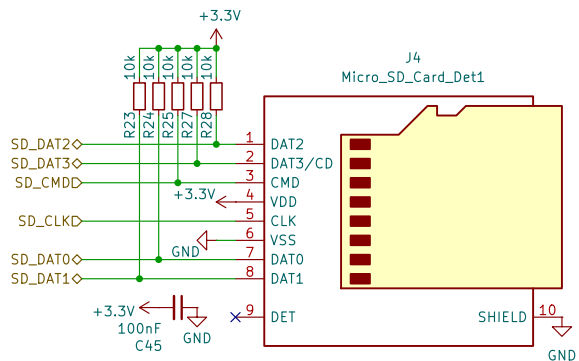 +3.3V
J4
Micro_SD_Card_Det1
10k
10k
10k
10k
10k
R23
R24
R25
R27
R28
SD_DAT2
1
DAT2
SD_DAT3
2
DAT3/CD
SD_CMD
3
CMD
+3.3V
4
VDD
SD_CLK
5
CLK
GND
6
VSS
SD_DAT0
7
DAT0
SD_DAT1
8
DAT1
+3.3V
100nF
C45
GND
9
DET
SHIELD
10
GND